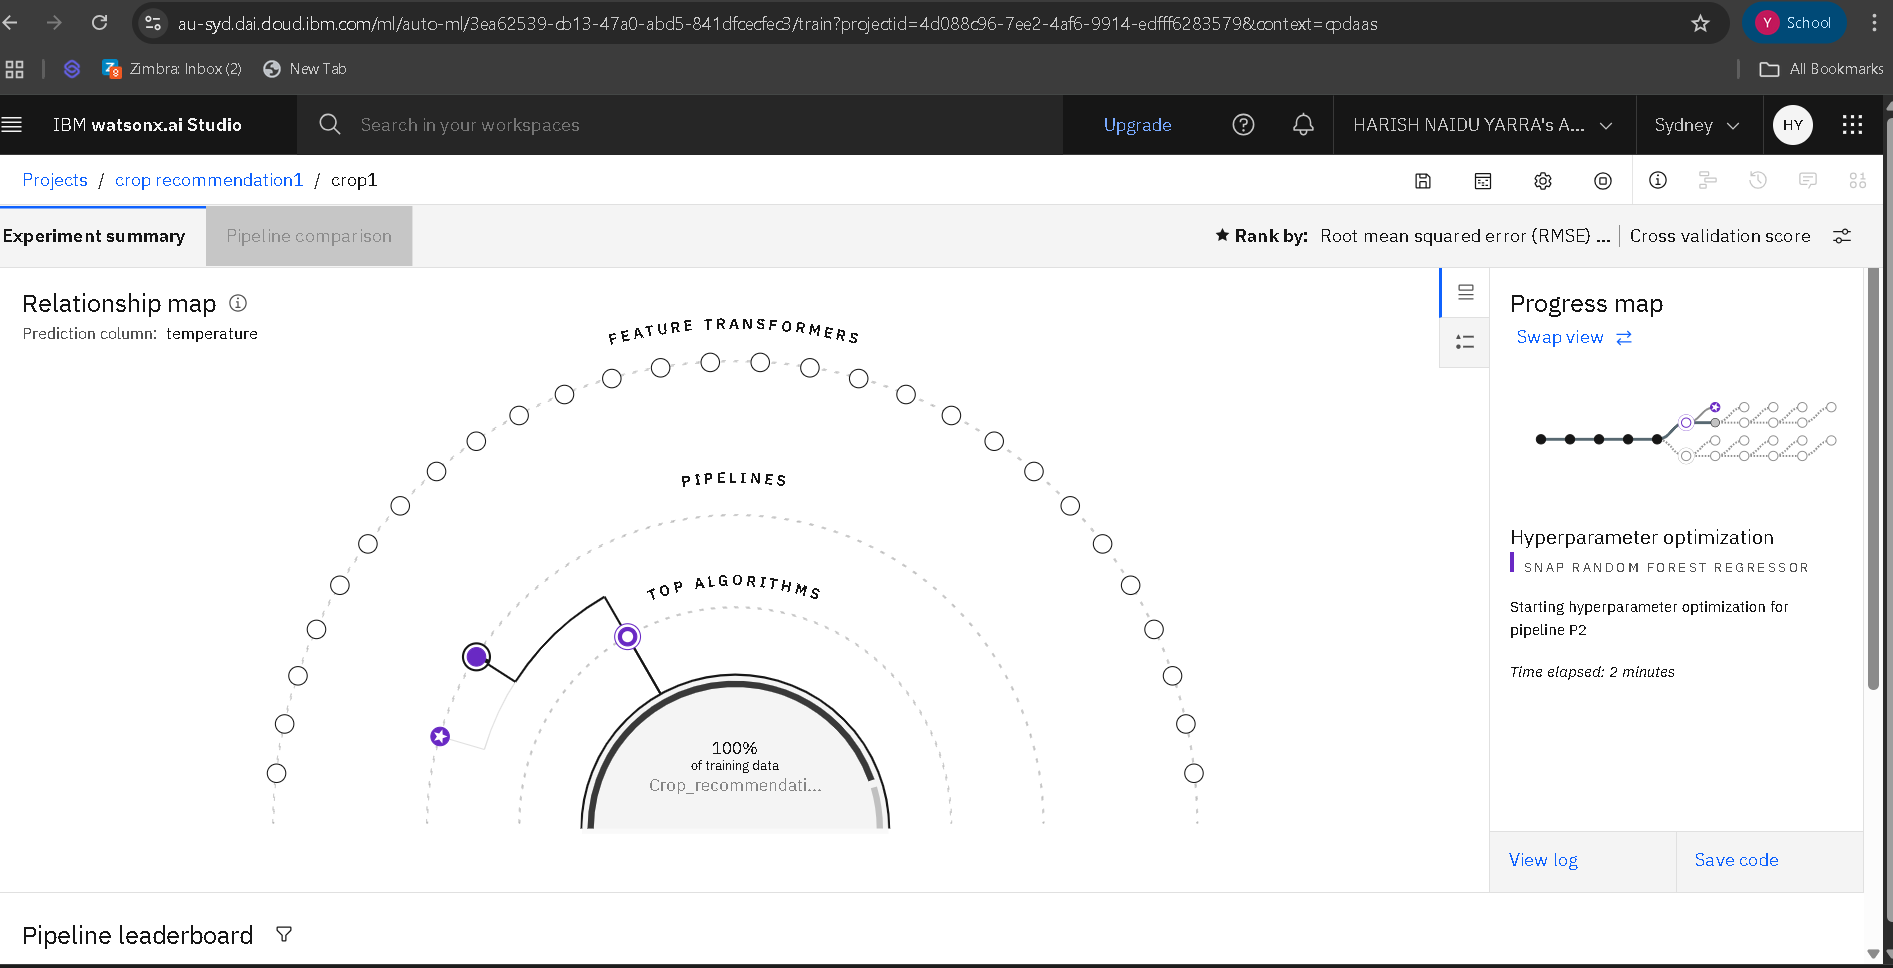 au-syd.dai.cloud.ibm.com/ml/auto-ml/3ea62539-cb13-47a0-abd5-841dfcecfec3/train?projectid=4d088c96-7ee2-4af6-9914-edfff6283579&context=cpdaas
Y School
Zimbra: Inbox (2)
New Tab
All Bookmarks
IBM watsonx.ai Studio
Search in your workspaces
Upgrade
HARISH NAIDU YARRA's A...
Sydney
HY
Projects / crop recommendation1 / crop1
Experiment summary
Pipeline comparison
Rank by: Root mean squared error (RMSE) ... | Cross validation score
Relationship map
Prediction column: temperature
FEATURE TRANSFORMERS
PIPELINES
TOP ALGORITHMS
100%
of training data
Crop_recommendati...
Progress map
Swap view
Hyperparameter optimization
SNAP RANDOM FOREST REGRESSOR
Starting hyperparameter optimization for
pipeline P2
Time elapsed: 2 minutes
View log
Save code
Pipeline leaderboard